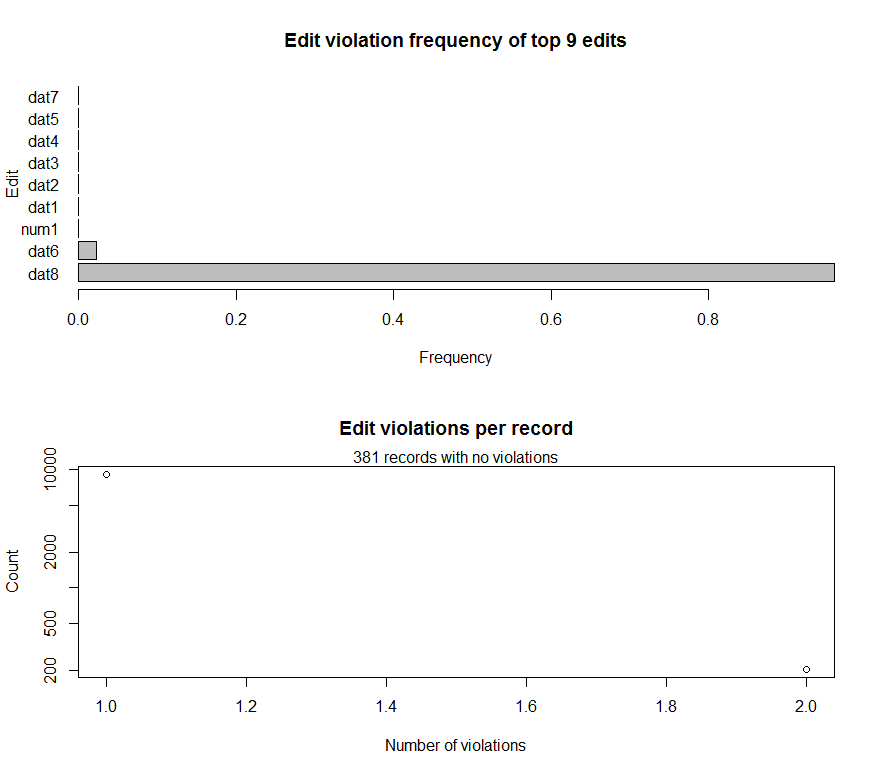 Edit violation frequency of top 9 edits
Edit
dat7
dat5
dat4
dat3
dat2
dat1
num1
dat6
dat8
0.0 0.2 0.4 0.6 0.8
Frequency
Edit violations per record
381 records with no violations
Count
10000
2000
500
200
1.0 1.2 1.4 1.6 1.8 2.0
Number of violations